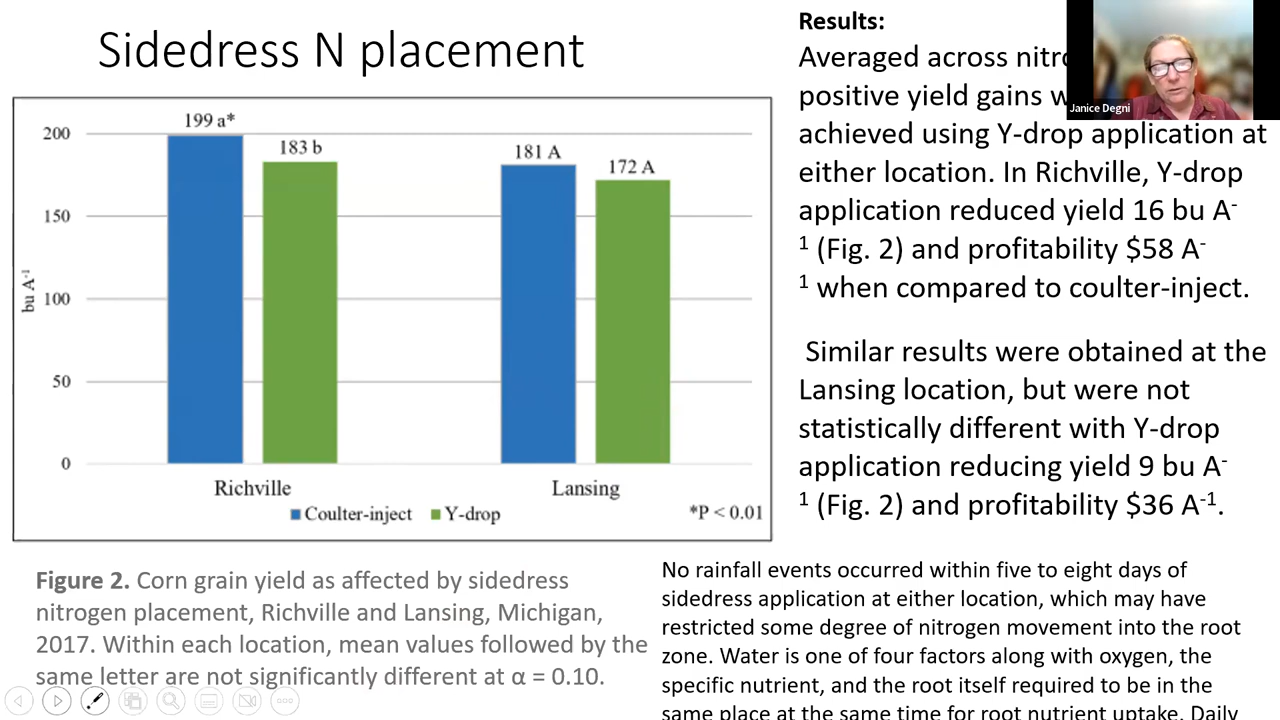 Sidedress N placement
199 a*
200
183 b
181 A
172 A
150
100
50
0
bu A⁻¹
Richville
Lansing
Coulter-inject
Y-drop
*P < 0.01
Figure 2. Corn grain yield as affected by sidedress
nitrogen placement, Richville and Lansing, Michigan,
2017. Within each location, mean values followed by the
same letter are not significantly different at α = 0.10.
Results:
Averaged across
positive yield gains
achieved using Y-drop application at
either location. In Richville, Y-drop
application reduced yield 16 bu A⁻
¹ (Fig. 2) and profitability $58 A⁻
¹ when compared to coulter-inject.
Similar results were obtained at the
Lansing location, but were not
statistically different with Y-drop
application reducing yield 9 bu A⁻
¹ (Fig. 2) and profitability $36 A⁻¹.
No rainfall events occurred within five to eight days of
sidedress application at either location, which may have
restricted some degree of nitrogen movement into the root
zone. Water is one of four factors along with oxygen, the
specific nutrient, and the root itself required to be in the
same place at the same time for root nutrient uptake. Daily
Janice Degni